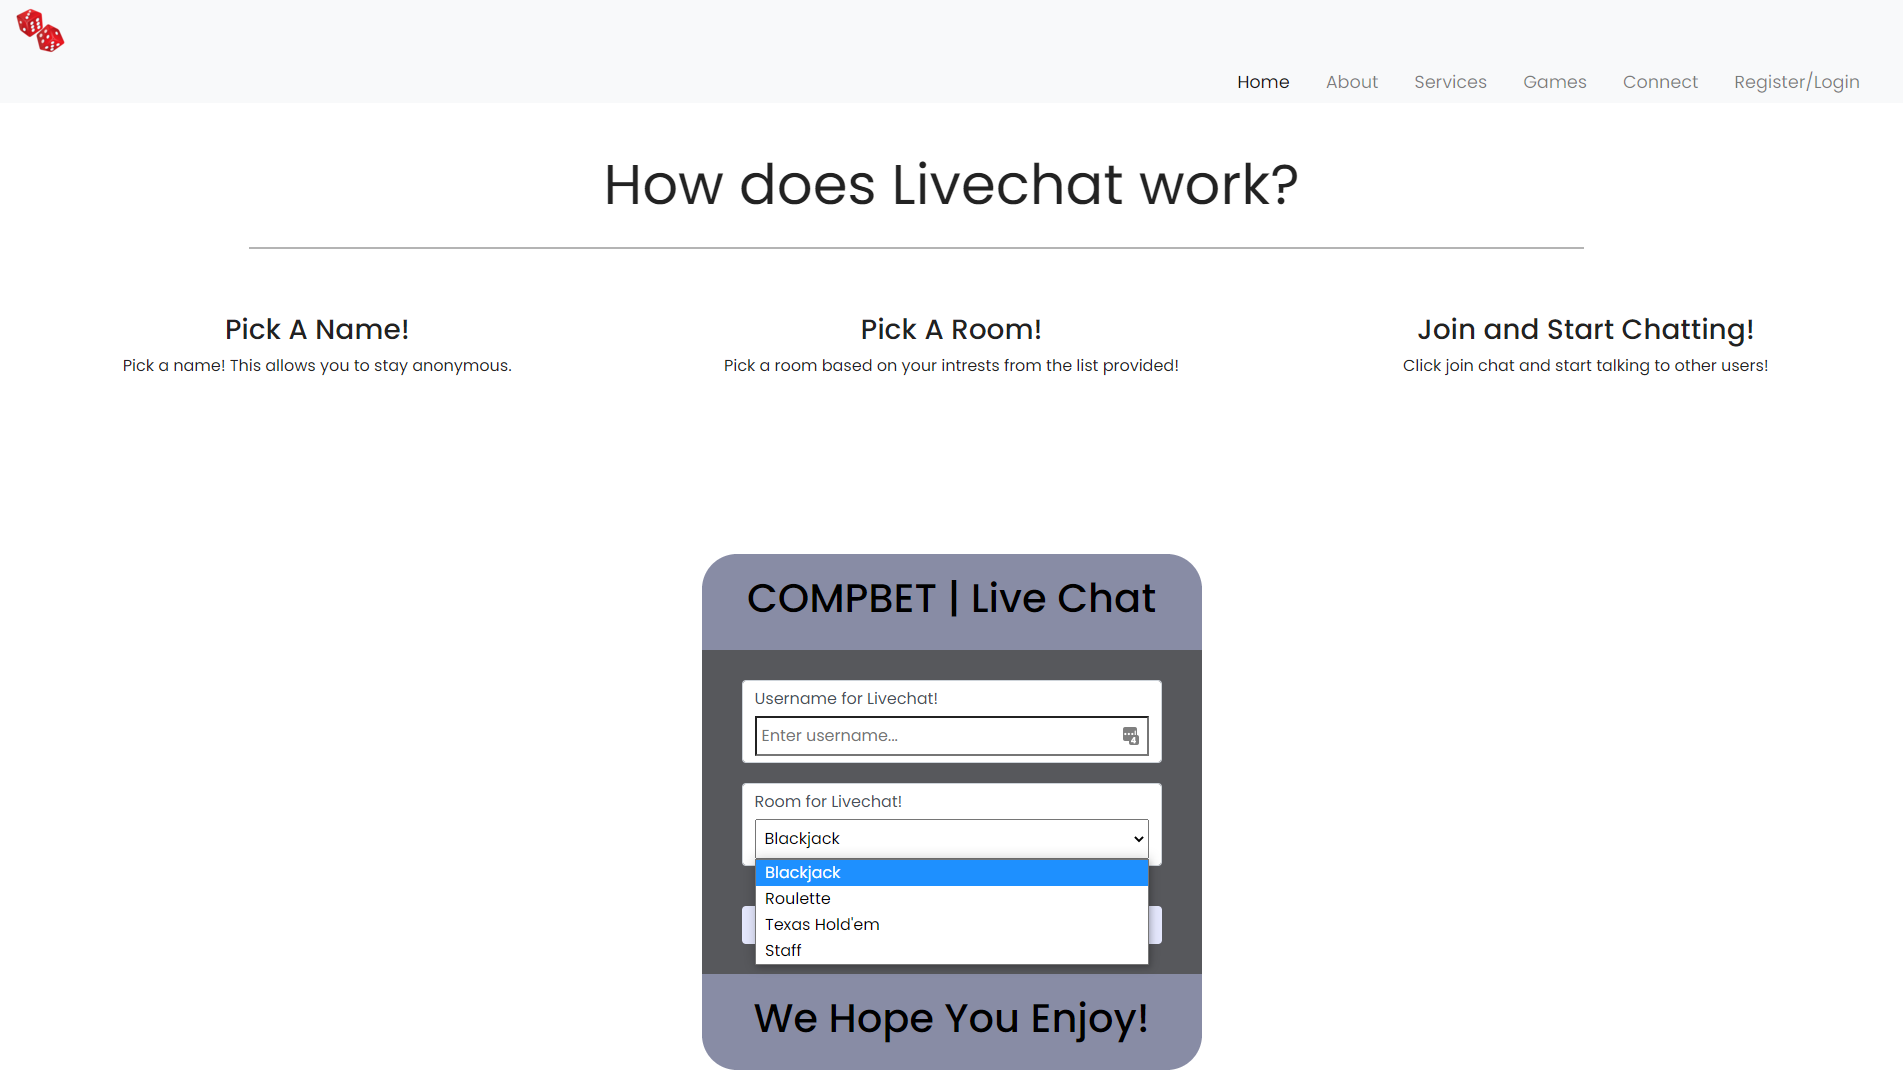 Home About Services Games Connect Register/Login
How does Livechat work?
Pick A Name!
Pick a name! This allows you to stay anonymous.
Pick A Room!
Pick a room based on your intrests from the list provided!
Join and Start Chatting!
Click join chat and start talking to other users!
COMPBET | Live Chat
Username for Livechat!
Enter username...
4
Room for Livechat!
Blackjack
Blackjack
Roulette
Texas Hold'em
Staff
We Hope You Enjoy!